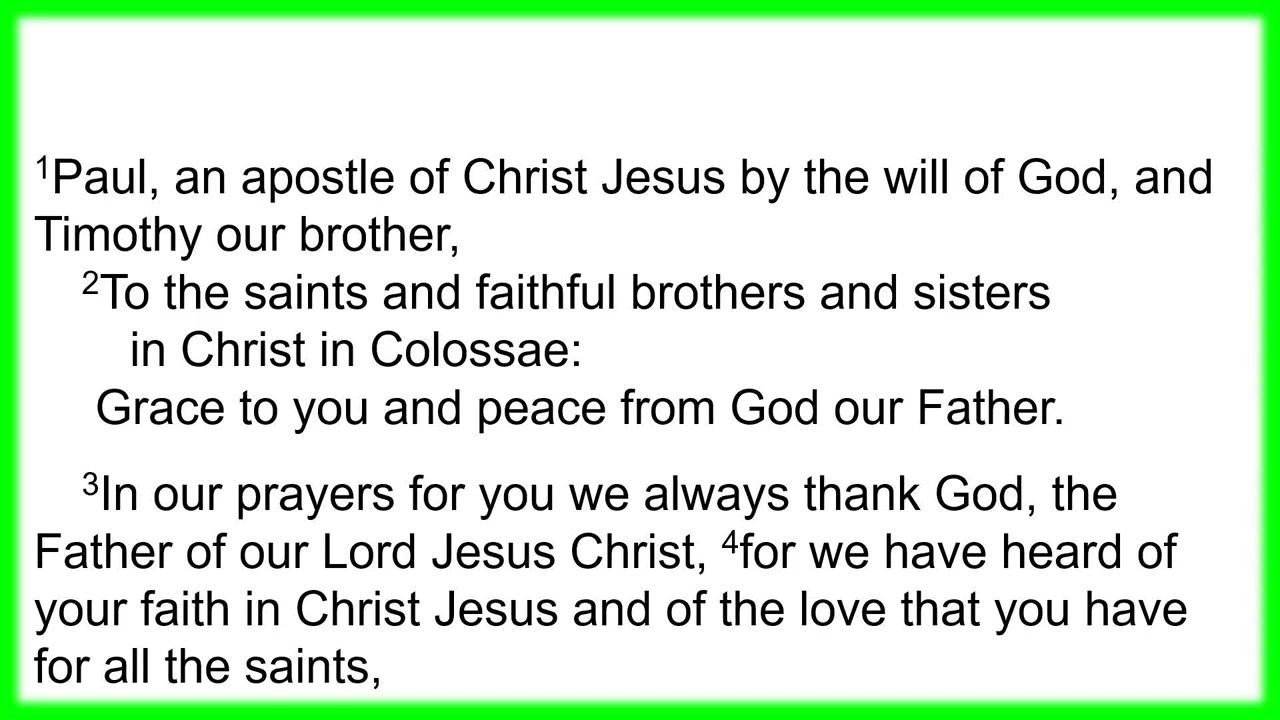 ¹Paul, an apostle of Christ Jesus by the will of God, and
Timothy our brother,
²To the saints and faithful brothers and sisters
in Christ in Colossae:
Grace to you and peace from God our Father.
³In our prayers for you we always thank God, the
Father of our Lord Jesus Christ, ⁴for we have heard of
your faith in Christ Jesus and of the love that you have
for all the saints,